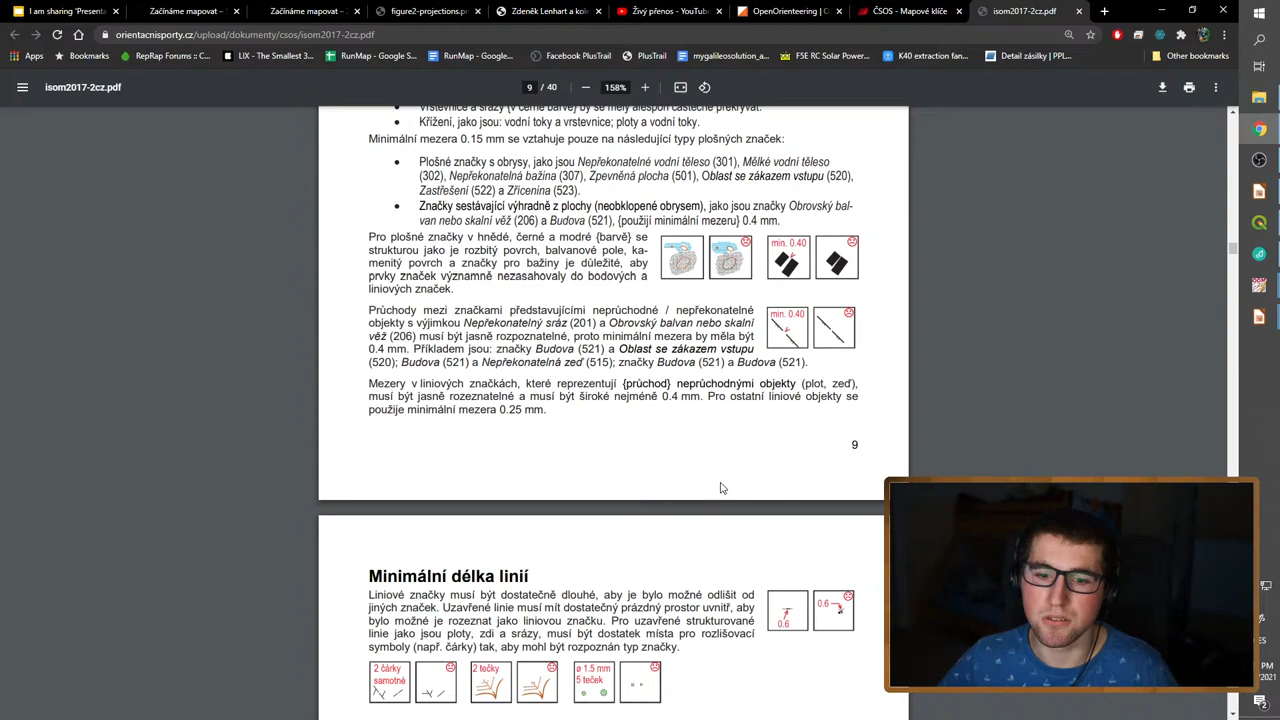 I am sharing "Presenta
Začínáme mapovat -
Začínáme mapovat -
figure2-projections.pn
Zdeněk Lenhart a kole
Živý přenos - YouTube
OpenOrienteering | O
ČSOS – Mapové klíče
isom2017-2cz.pdf
orientacnisporty.cz/upload/dokumenty/csos/isom2017-2cz.pdf
Apps
Bookmarks
RepRap Forums :: C...
LIX - The Smallest 3...
RunMap - Google S...
RunMap - Google S...
Facebook PlusTrail
PlusTrail
mygalileosolution_a...
F5E RC Solar Power...
K40 extraction fan...
Detail zásilky | PPL...
Other bookmarks
isom2017-2cz.pdf
9 / 40
158%
Vrstevnice a srázy {v černé barvě} by se měly alespoň částečně překrývat.
• Křížení, jako jsou: vodní toky a vrstevnice; ploty a vodní toky.
Minimální mezera 0.15 mm se vztahuje pouze na následující typy plošných značek:
• Plošné značky s obrysy, jako jsou Nepřekonatelné vodní těleso (301), Mělké vodní těleso
(302), Nepřekonatelná bažina (307), Zpevněná plocha (501), Oblast se zákazem vstupu (520),
Zastřešení (522) a Zřícenina (523).
• Značky sestávající výhradně z plochy (neobklopené obrysem), jako jsou značky Obrovský bal-
van nebo skalní věž (206) a Budova (521), {použijí minimální mezeru} 0.4 mm.
Pro plošné značky v hnědé, černé a modré {barvě} se
strukturou jako je rozbitý povrch, balvanové pole, ka-
menitý povrch a značky pro bažiny je důležité, aby
prvky značek významně nezasahovaly do bodových a
liniových značek.
min. 0.40
Průchody mezi značkami představujícími neprůchodné / nepřekonatelné
objekty s výjimkou Nepřekonatelný sráz (201) a Obrovský balvan nebo skalní
věž (206) musí být jasně rozpoznatelné, proto minimální mezera by měla být
0.4 mm. Příkladem jsou: značky Budova (521) a Oblast se zákazem vstupu
(520); Budova (521) a Nepřekonatelná zeď (515); značky Budova (521) a Budova (521).
min. 0.40
Mezery v liniových značkách, které reprezentují {průchod} neprůchodnými objekty (plot, zeď),
musí být jasně rozeznatelné a musí být široké nejméně 0.4 mm. Pro ostatní liniové objekty se
použije minimální mezera 0.25 mm.
9
Minimální délka linií
Liniové značky musí být dostatečně dlouhé, aby je bylo možné odlišit od
jiných značek. Uzavřené linie musí mít dostatečný prázdný prostor uvnitř, aby
bylo možné je rozeznat jako liniovou značku. Pro uzavřené strukturované
linie jako jsou ploty, zdi a srázy, musí být dostatek místa pro rozlišovací
symboly (např. čárky) tak, aby mohl být rozpoznán typ značky.
0.6
0.6
2 čárky
samotné
2 tečky
ø 1.5 mm
5 teček
ES
PM
/2021
2